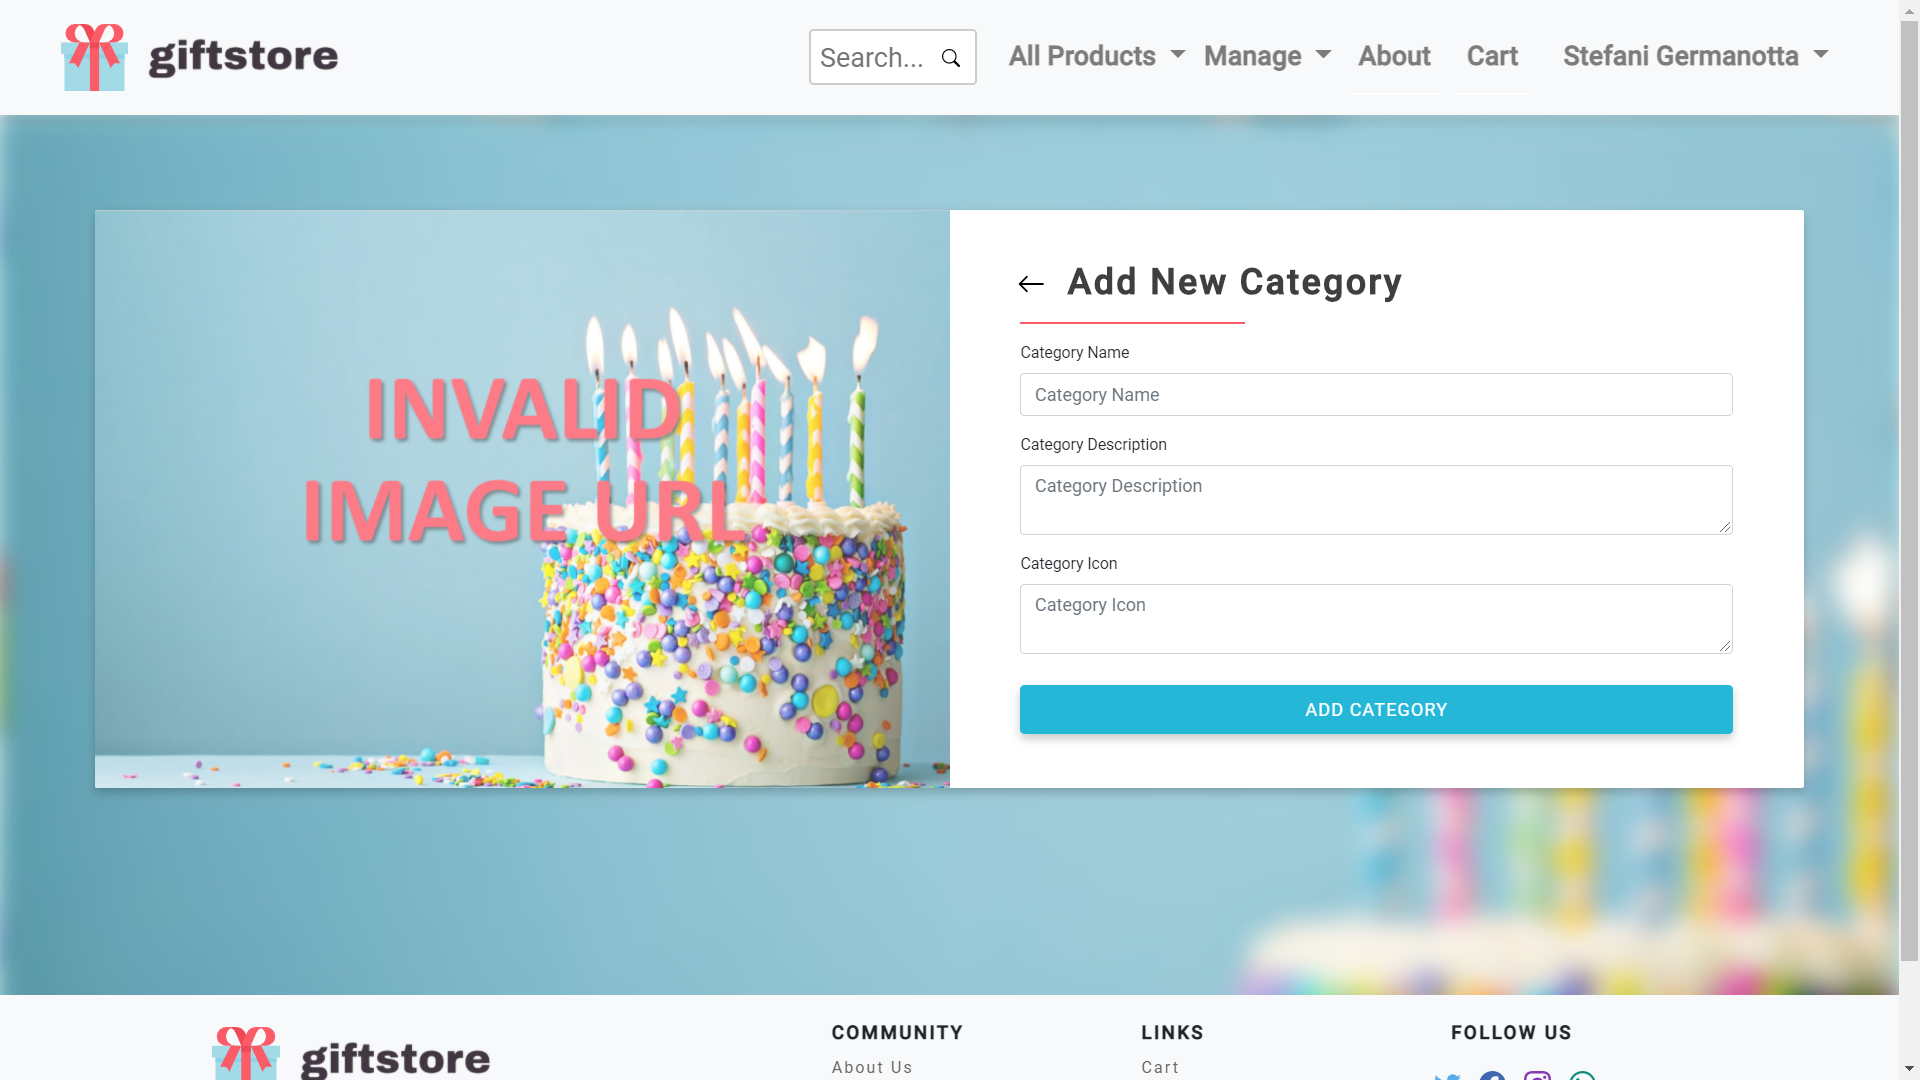 giftstore
Search...
All Products
Manage
About
Cart
Stefani Germanotta
INVALID
IMAGE URL
Add New Category
Category Name
Category Name
Category Description
Category Description
Category Icon
Category Icon
ADD CATEGORY
giftstore
COMMUNITY
About Us
LINKS
Cart
FOLLOW US